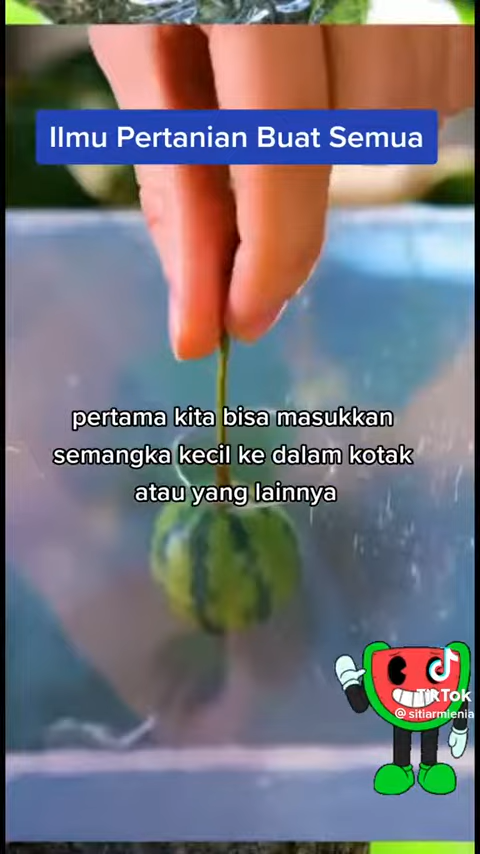 Ilmu Pertanian Buat Semua
pertama kita bisa masukkan
semangka kecil ke dalam kotak
atau yang lainnya
TikTok
@sitiarmienia